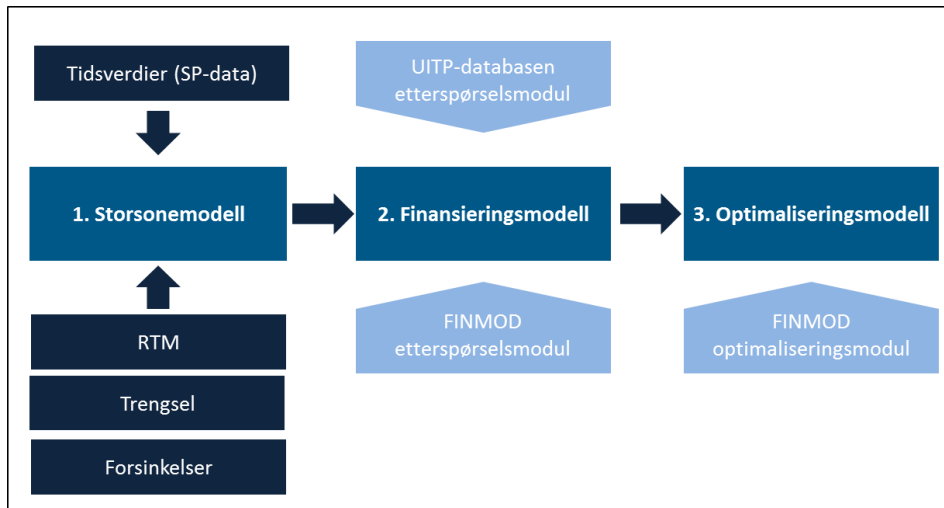 Tidsverdier (SP-data)
UITP-databasen
etterspørselsmodul
1. Storsonemodell
2. Finansieringsmodell
3. Optimaliseringsmodell
RTM
Trengsel
Forsinkelser
FINMOD
etterspørselsmodul
FINMOD
optimaliseringsmodul